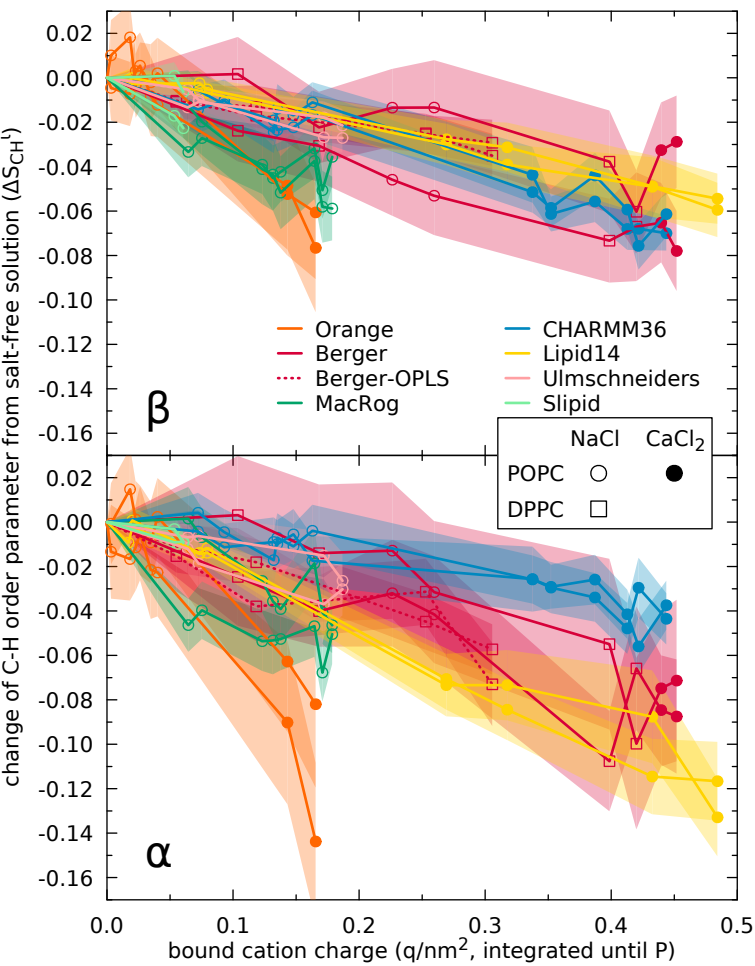 change of C-H order parameter from salt-free solution (ΔS_CH^i)
0.02
0.00
-0.02
-0.04
-0.06
-0.08
-0.10
-0.12
-0.14
-0.16
Orange
Berger
Berger-OPLS
MacRog
CHARMM36
Lipid14
Ulmschneiders
Slipid
β
NaCl CaCl₂
POPC
DPPC
0.02
0.00
-0.02
-0.04
-0.06
-0.08
-0.10
-0.12
-0.14
-0.16
α
0.0 0.1 0.2 0.3 0.4 0.5
bound cation charge (q/nm², integrated until P)